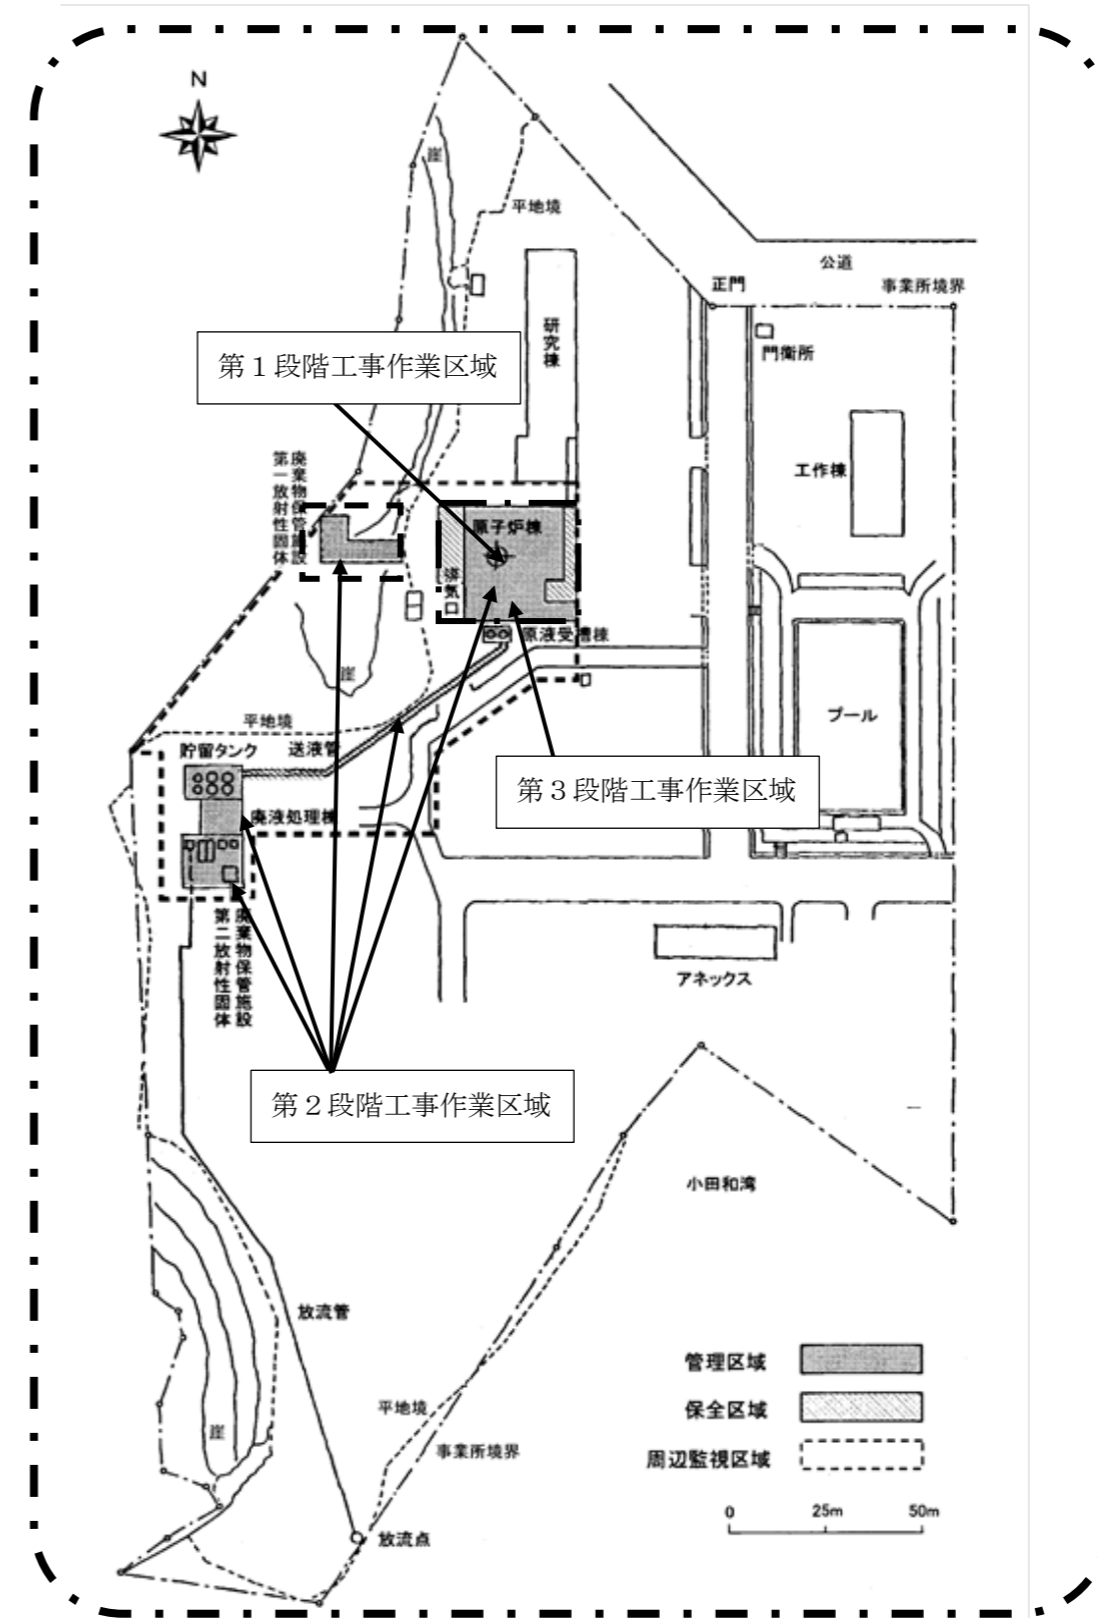 N
崖
平地境
公道
正門
事業所境界
門衛所
研究棟
第１段階工事作業区域
工作棟
第一放射性固体
廃棄物保管施設
原子炉棟
排気口
原液受槽棟
崖
平地境
プール
貯留タンク
送液管
第３段階工事作業区域
廃液処理棟
第二放射性固体
廃棄物保管施設
アネックス
第２段階工事作業区域
小田和湾
放流管
管理区域
保全区域
平地境
崖
事業所境界
周辺監視区域
0 25m 50m
放流点